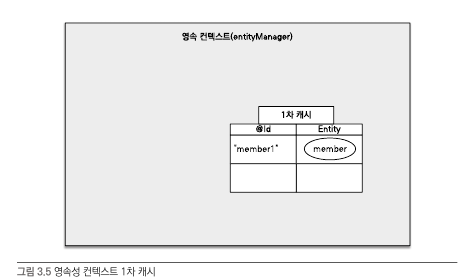 영속 컨텍스트(entityManager)
1차 캐시
@Id Entity
"member1" member
그림 3.5 영속성 컨텍스트 1차 캐시